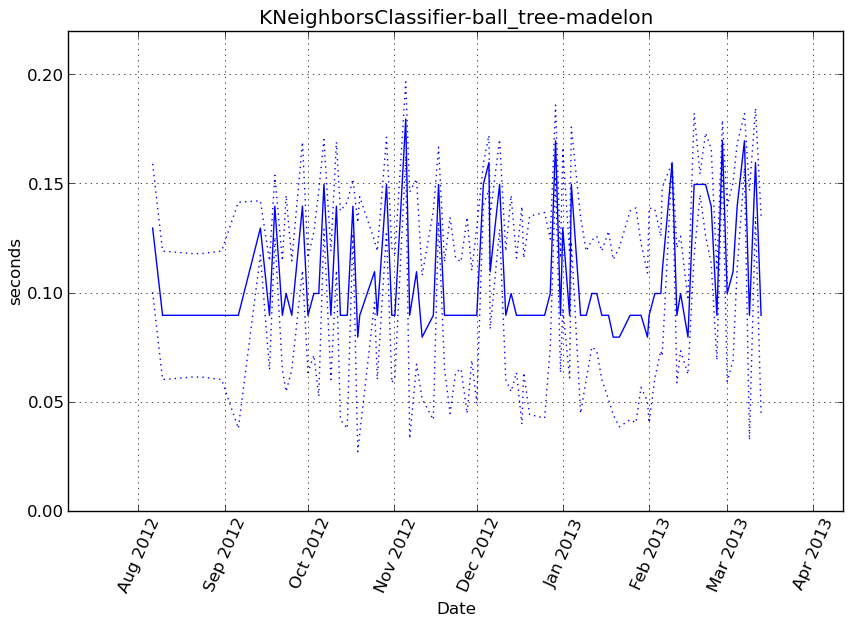 KNeighborsClassifier-ball_tree-madelon
0.20
0.15
0.10
0.05
0.00
seconds
Aug 2012
Sep 2012
Oct 2012
Nov 2012
Dec 2012
Jan 2013
Feb 2013
Mar 2013
Apr 2013
Date